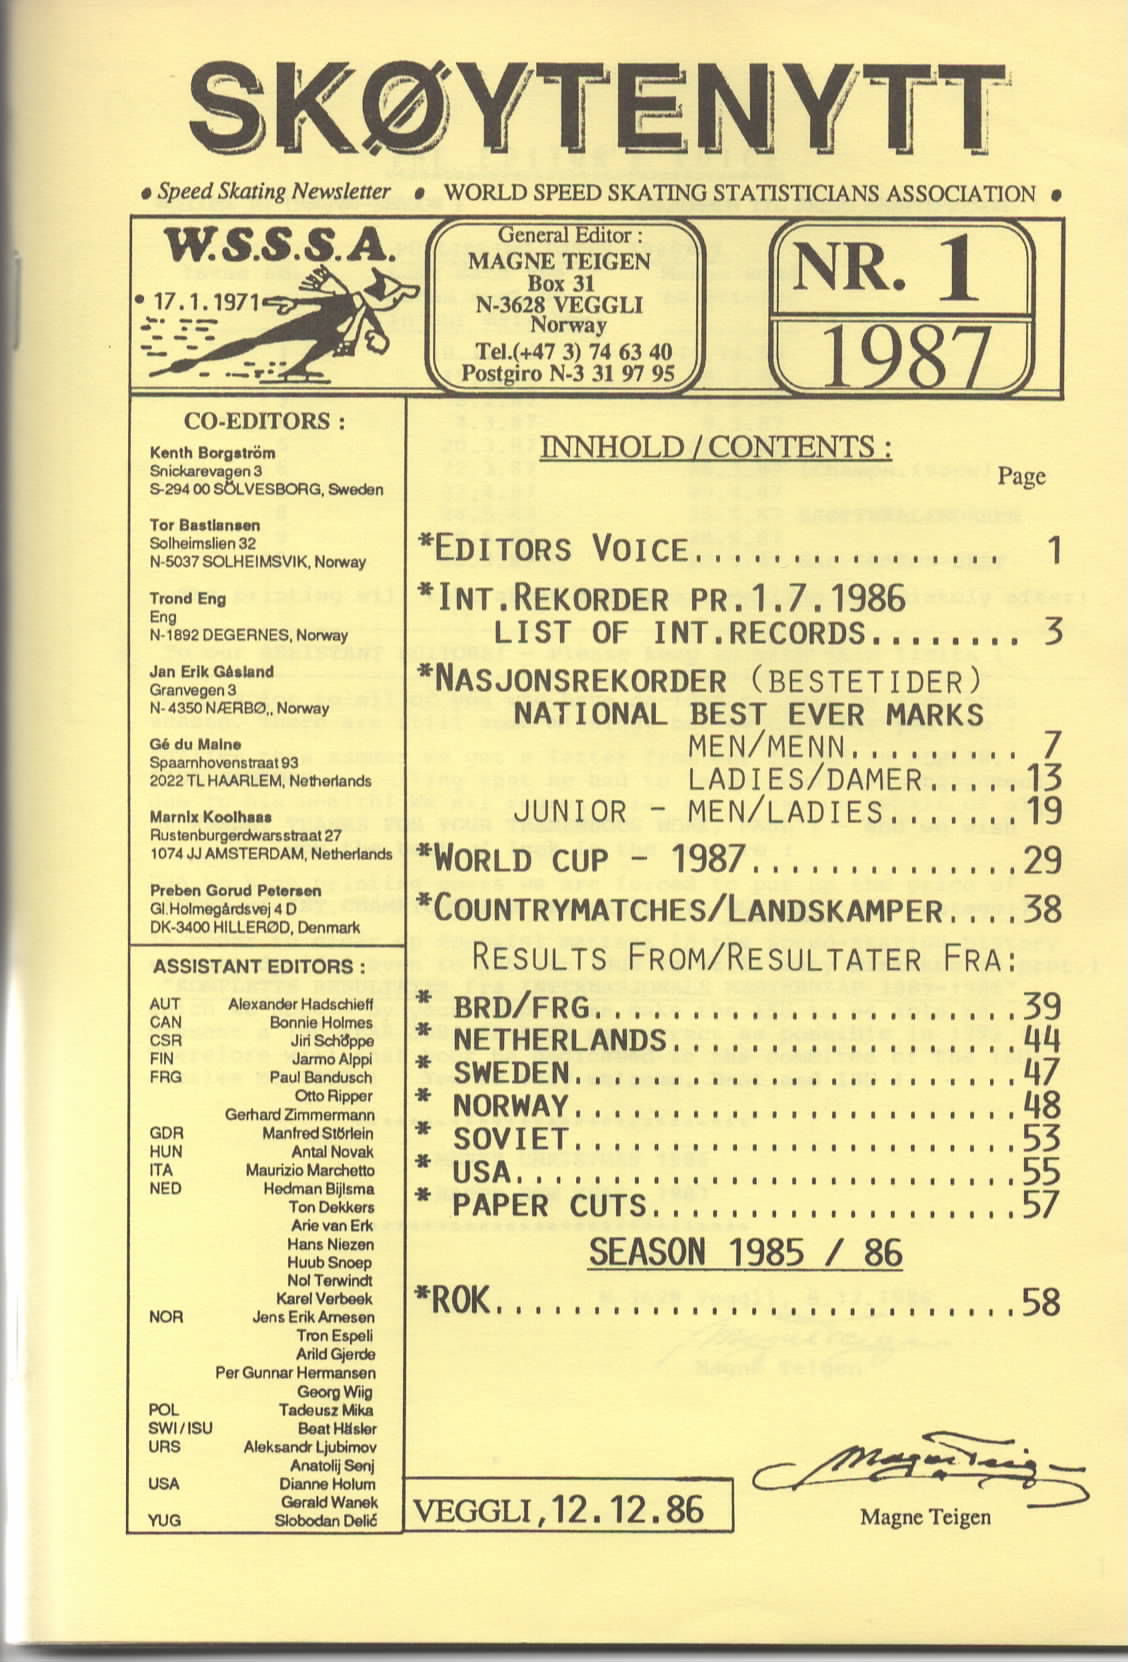 SKØYTENYTT
• Speed Skating Newsletter • WORLD SPEED SKATING STATISTICIANS ASSOCIATION •
W.S.S.S.A.
• 17.1.1971
General Editor :
MAGNE TEIGEN
Box 31
N-3628 VEGGLI
Norway
Tel.(+47 3) 74 63 40
Postgiro N-3 31 97 95
NR. 1
1987
CO-EDITORS :
Kenth Borgström
Snickarevagen 3
S-294 00 SÖLVESBORG, Sweden
Tor Bastiansen
Solheimslien 32
N-5037 SOLHEIMSVIK, Norway
Trond Eng
Eng
N-1892 DEGERNES, Norway
Jan Erik Gåsland
Granvegen 3
N- 4350 NÆRBØ,, Norway
Gé du Maine
Spaarnhovenstraat 93
2022 TL HAARLEM, Netherlands
Marnix Koolhaas
Rustenburgerdwarsstraat 27
1074 JJ AMSTERDAM, Netherlands
Preben Gorud Petersen
Gl. Holmegårdsvej 4 D
DK-3400 HILLERØD, Denmark
ASSISTANT EDITORS :
AUT Alexander Hadschieff
CAN Bonnie Holmes
CSR Jiri Schöppe
FIN Jarmo Alppi
FRG Paul Bandusch
Otto Ripper
Gerhard Zimmermann
GDR Manfred Störlein
HUN Antal Novak
ITA Maurizio Marchetto
NED Hedman Bijlsma
Ton Dekkers
Arie van Erk
Hans Niezen
Huub Snoep
Nol Terwindt
Karel Verbeek
NOR Jens Erik Arnesen
Tron Espeli
Arild Gjerde
Per Gunnar Hermansen
Georg Wiig
POL Tadeusz Mika
SWI/ISU Beat Häsler
URS Aleksandr Ljubimov
Anatolij Senj
USA Dianne Holum
Gerald Wanek
YUG Slobodan Delić
INNHOLD / CONTENTS :
Page
*EDITORS VOICE................. 1
*INT.REKORDER PR.1.7.1986
LIST OF INT.RECORDS........ 3
*NASJONSREKORDER (BESTETIDER)
NATIONAL BEST EVER MARKS
MEN/MENN......... 7
LADIES/DAMER.....13
JUNIOR - MEN/LADIES.......19
*WORLD CUP - 1987..............29
*COUNTRYMATCHES/LANDSKAMPER....38
RESULTS FROM/RESULTATER FRA:
* BRD/FRG......................39
* NETHERLANDS..................44
* SWEDEN.......................47
* NORWAY.......................48
* SOVIET.......................53
* USA..........................55
* PAPER CUTS...................57
SEASON 1985 / 86
*ROK...........................58
VEGGLI, 12.12.86
Magne Teigen
Magne Teigen